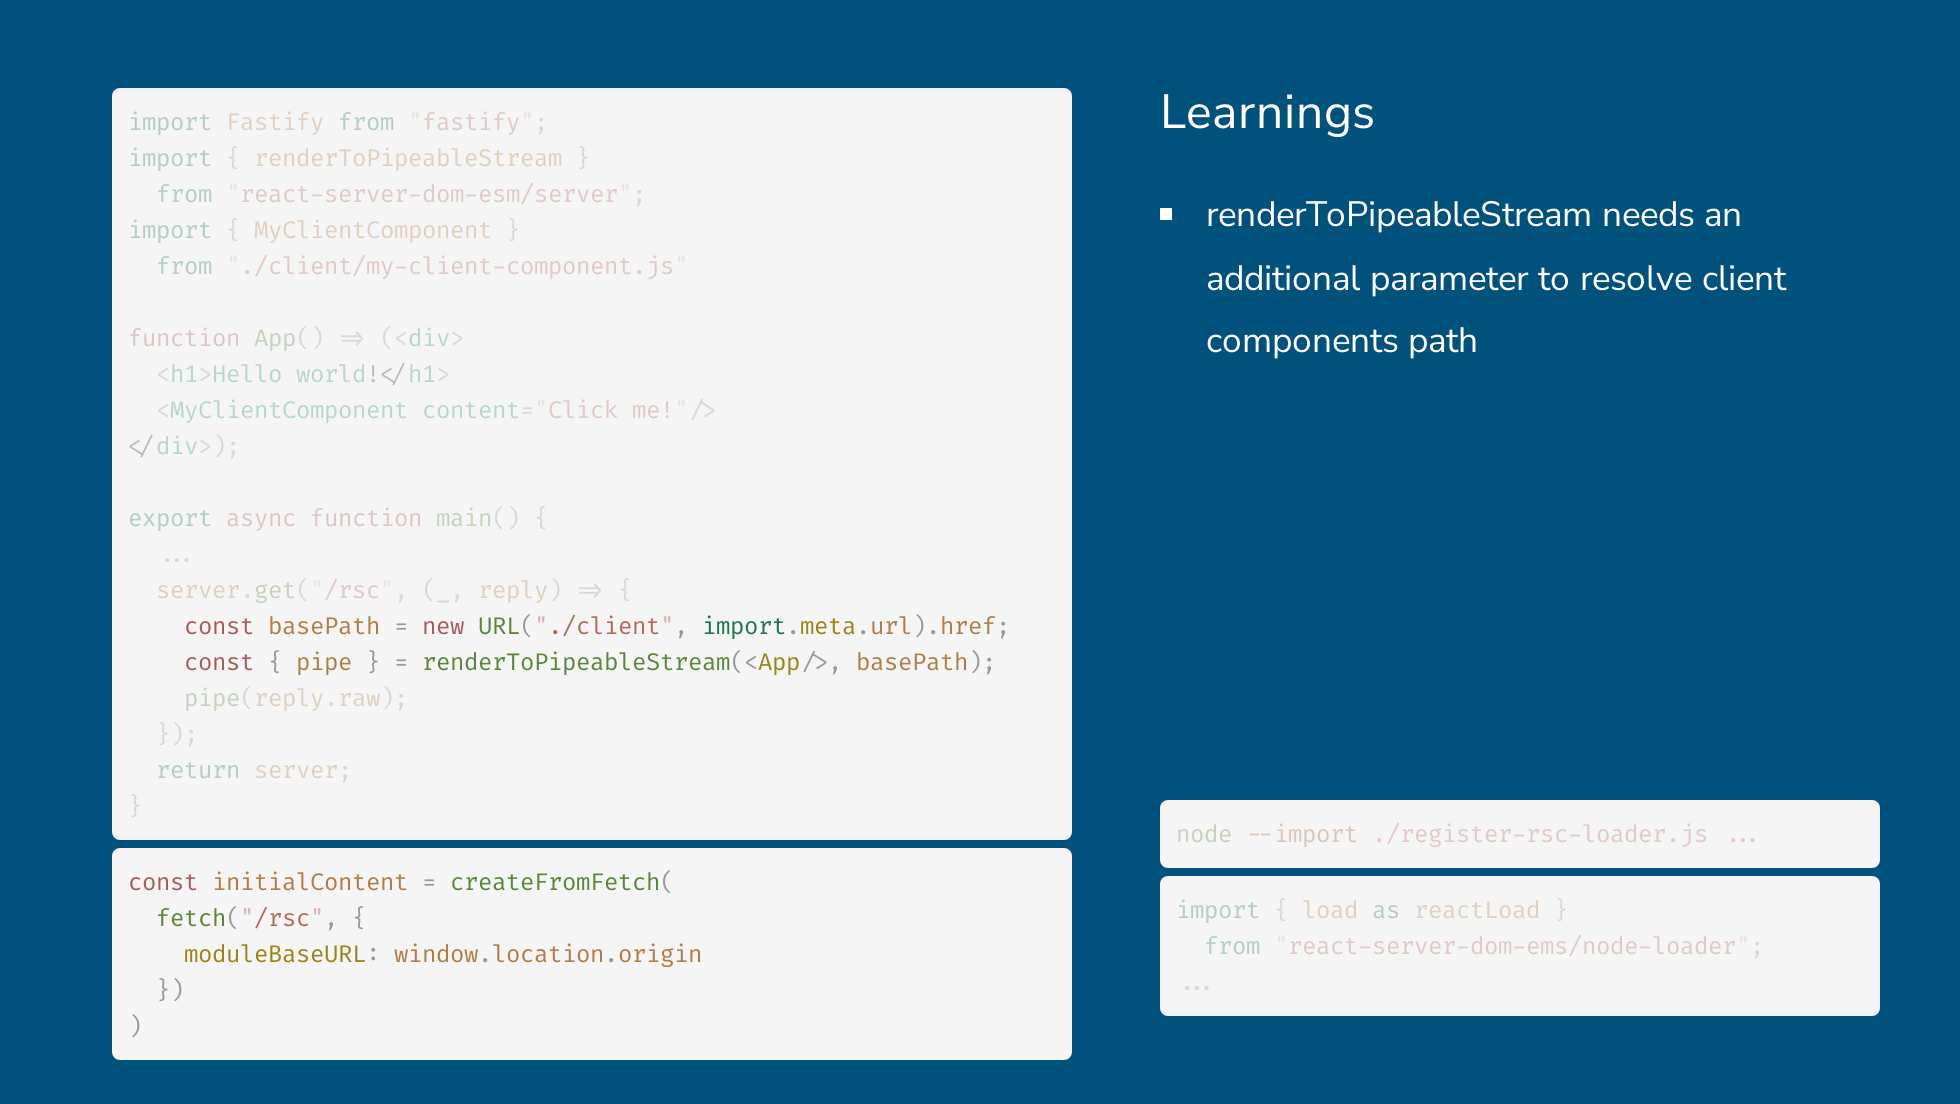 import Fastify from "fastify";
import { renderToPipeableStream }
  from "react-server-dom-esm/server";
import { MyClientComponent }
  from "./client/my-client-component.js"

function App() => (<div>
  <h1>Hello world!</h1>
  <MyClientComponent content="Click me!"/>
</div>);

export async function main() {
  ...
  server.get("/rsc", (_, reply) => {
    const basePath = new URL("./client", import.meta.url).href;
    const { pipe } = renderToPipeableStream(<App/>, basePath);
    pipe(reply.raw);
  });
  return server;
}
const initialContent = createFromFetch(
  fetch("/rsc", {
    moduleBaseURL: window.location.origin
  })
)
Learnings
▪ renderToPipeableStream needs an
additional parameter to resolve client
components path
node --import ./register-rsc-loader.js ...
import { load as reactLoad }
  from "react-server-dom-ems/node-loader";
...